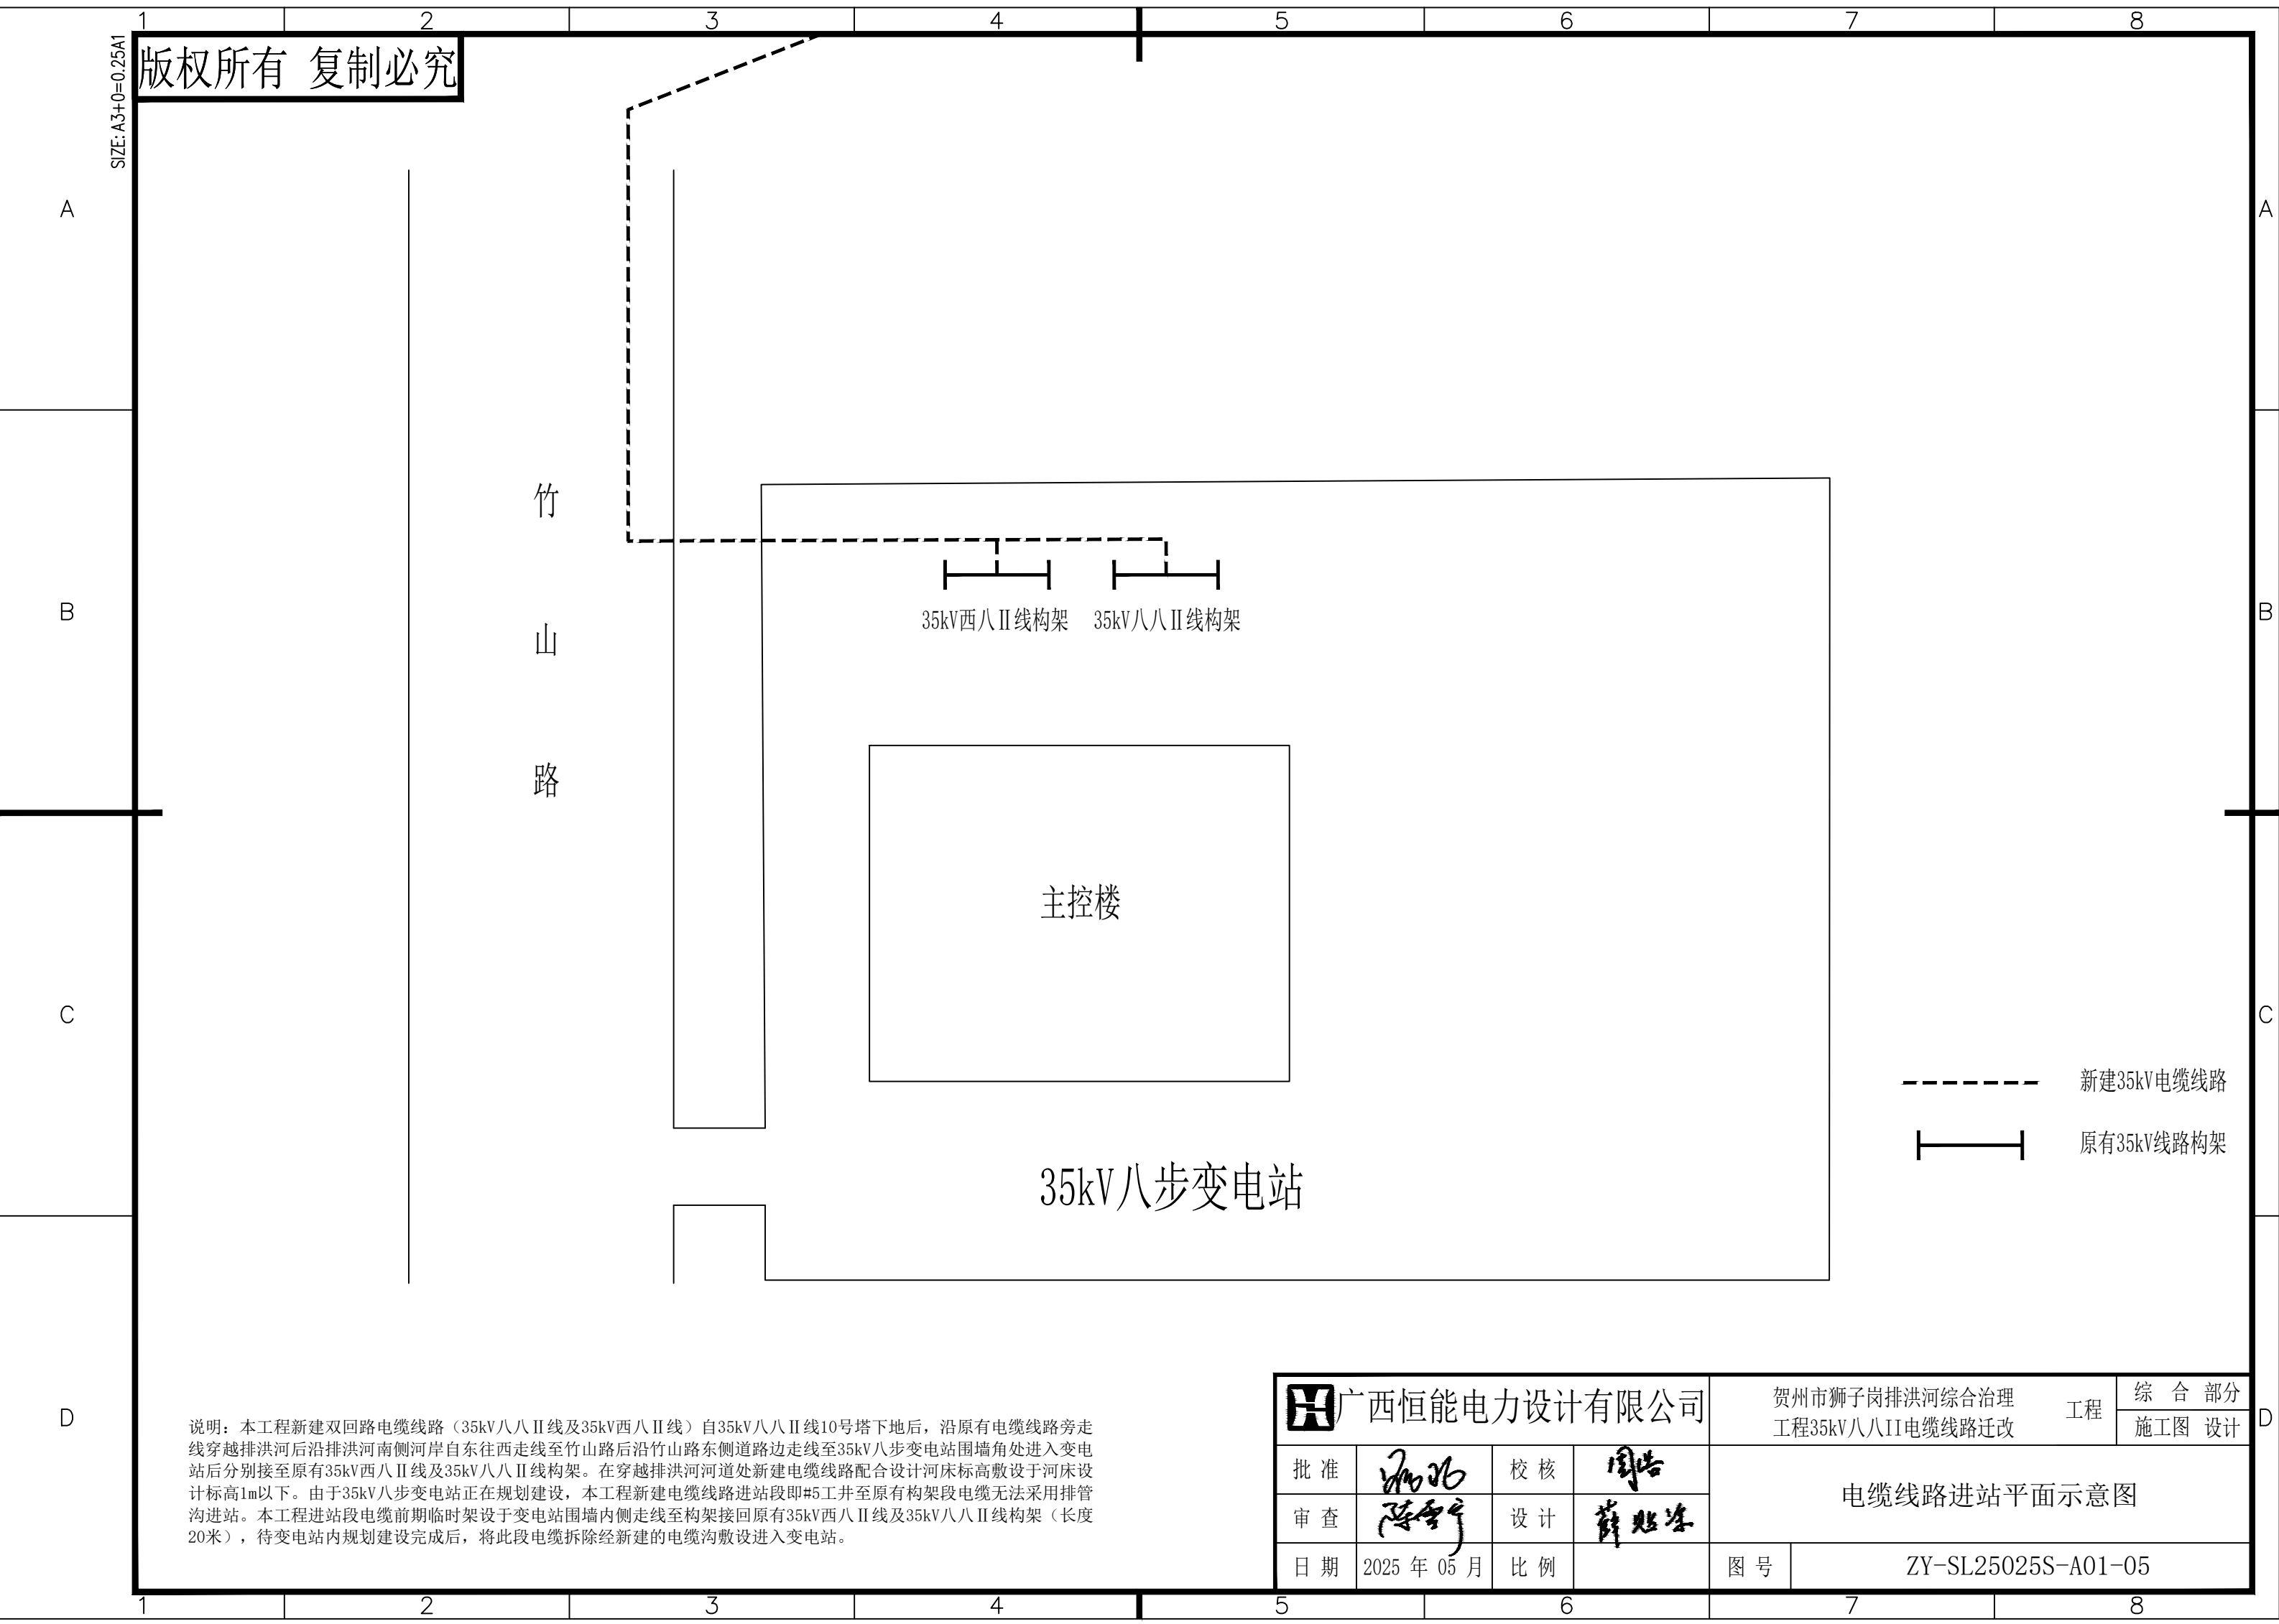 1 2 3 4 5 6 7 8
SIZE: A3+0=0.25A1
版权所有 复制必究
A
A
竹
山
路
35kV西八Ⅱ线构架 35kV八八Ⅱ线构架
B
B
主控楼
C
C
新建35kV电缆线路
原有35kV线路构架
35kV八步变电站
D
D
说明：本工程新建双回路电缆线路（35kV八八Ⅱ线及35kV西八Ⅱ线）自35kV八八Ⅱ线10号塔下地后，沿原有电缆线路旁走
线穿越排洪河后沿排洪河南侧河岸自东往西走线至竹山路后沿竹山路东侧道路边走线至35kV八步变电站围墙角处进入变电
站后分别接至原有35kV西八Ⅱ线及35kV八八Ⅱ线构架。在穿越排洪河河道处新建电缆线路配合设计河床标高敷设于河床设
计标高1m以下。由于35kV八步变电站正在规划建设，本工程新建电缆线路进站段即#5工井至原有构架段电缆无法采用排管
沟进站。本工程进站段电缆前期临时架设于变电站围墙内侧走线至构架接回原有35kV西八Ⅱ线及35kV八八Ⅱ线构架（长度
20米），待变电站内规划建设完成后，将此段电缆拆除经新建的电缆沟敷设进入变电站。
广西恒能电力设计有限公司
贺州市狮子岗排洪河综合治理
工程35kV八八II电缆线路迁改
工程
综 合 部分
施工图 设计
批 准
校 核 周浩
审 查
设 计
电缆线路进站平面示意图
日 期 2025 年 05 月 比 例
图 号 ZY-SL25025S-A01-05
1 2 3 4 5 6 7 8